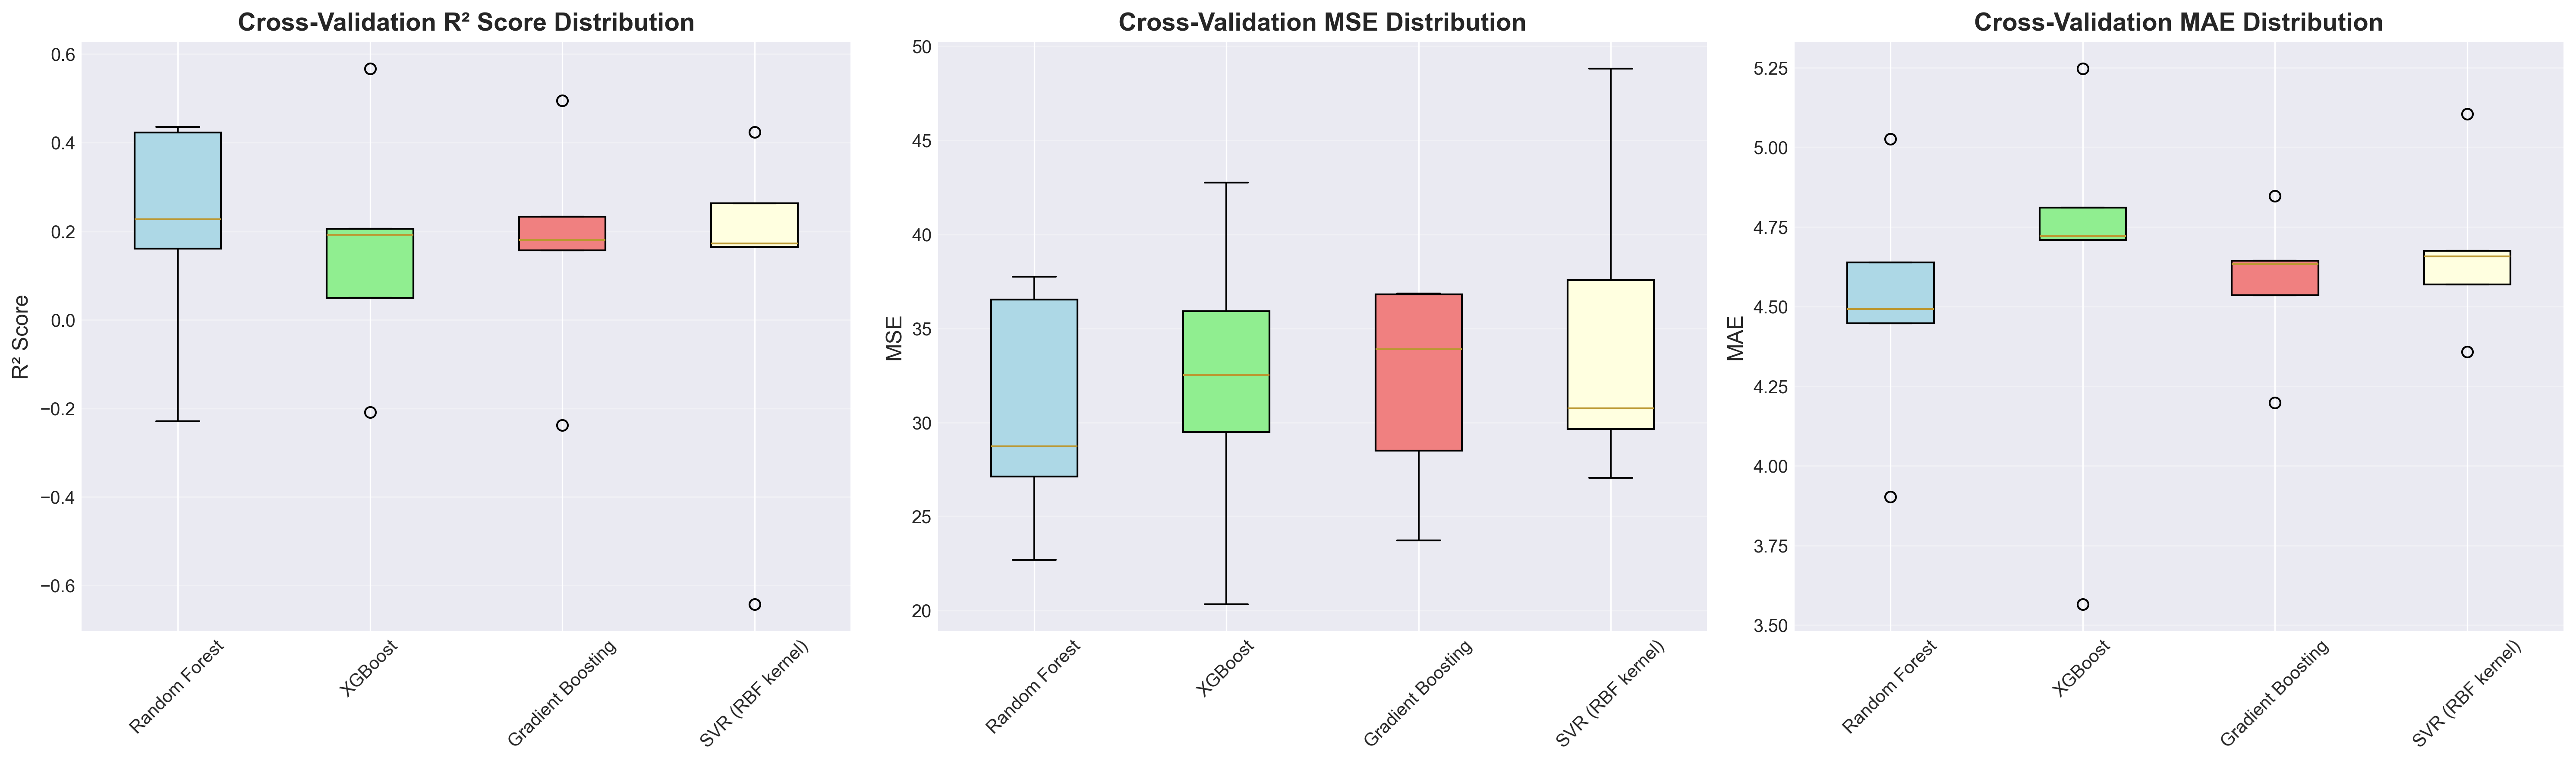 Cross-Validation R² Score Distribution
R² Score
0.6
0.4
0.2
0.0
−0.2
−0.4
−0.6
Random Forest
XGBoost
Gradient Boosting
SVR (RBF kernel)
Cross-Validation MSE Distribution
MSE
50
45
40
35
30
25
20
Random Forest
XGBoost
Gradient Boosting
SVR (RBF kernel)
Cross-Validation MAE Distribution
MAE
5.25
5.00
4.75
4.50
4.25
4.00
3.75
3.50
Random Forest
XGBoost
Gradient Boosting
SVR (RBF kernel)